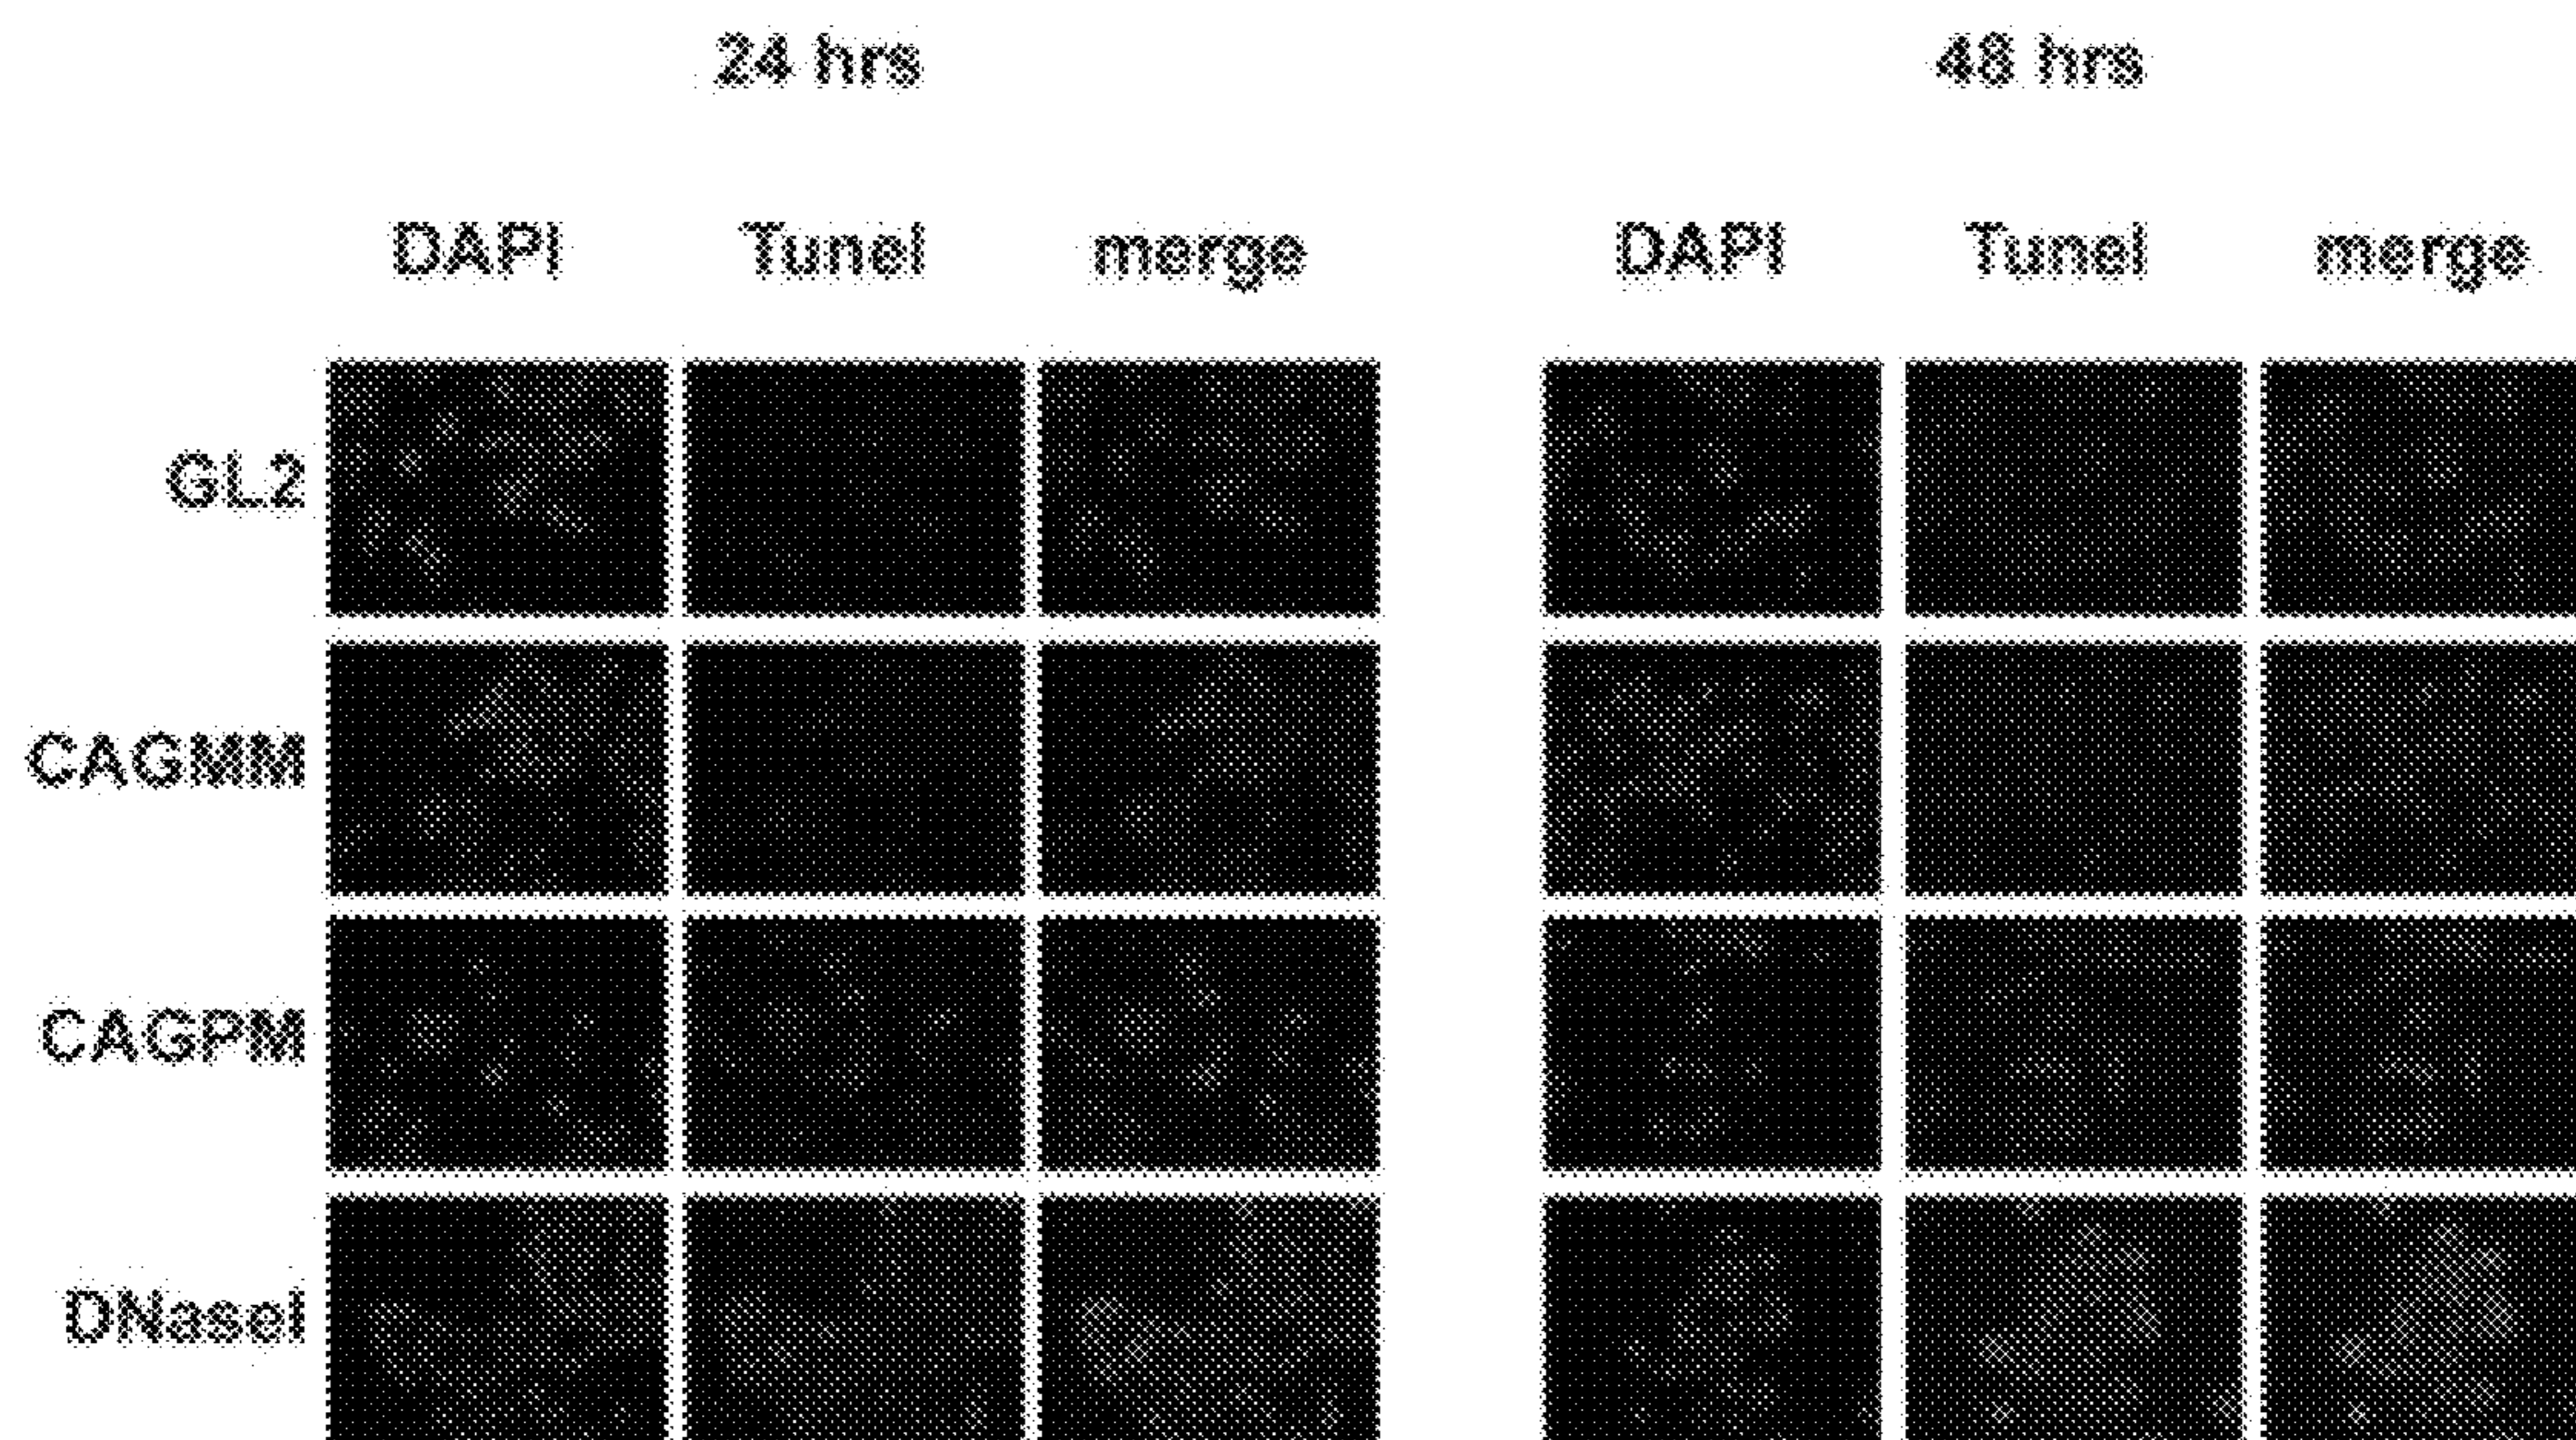 24 hrs 48 hrs
DAPI Tunel merge DAPI Tunel merge
GL2
CAGMM
CAGPM
DNaseI